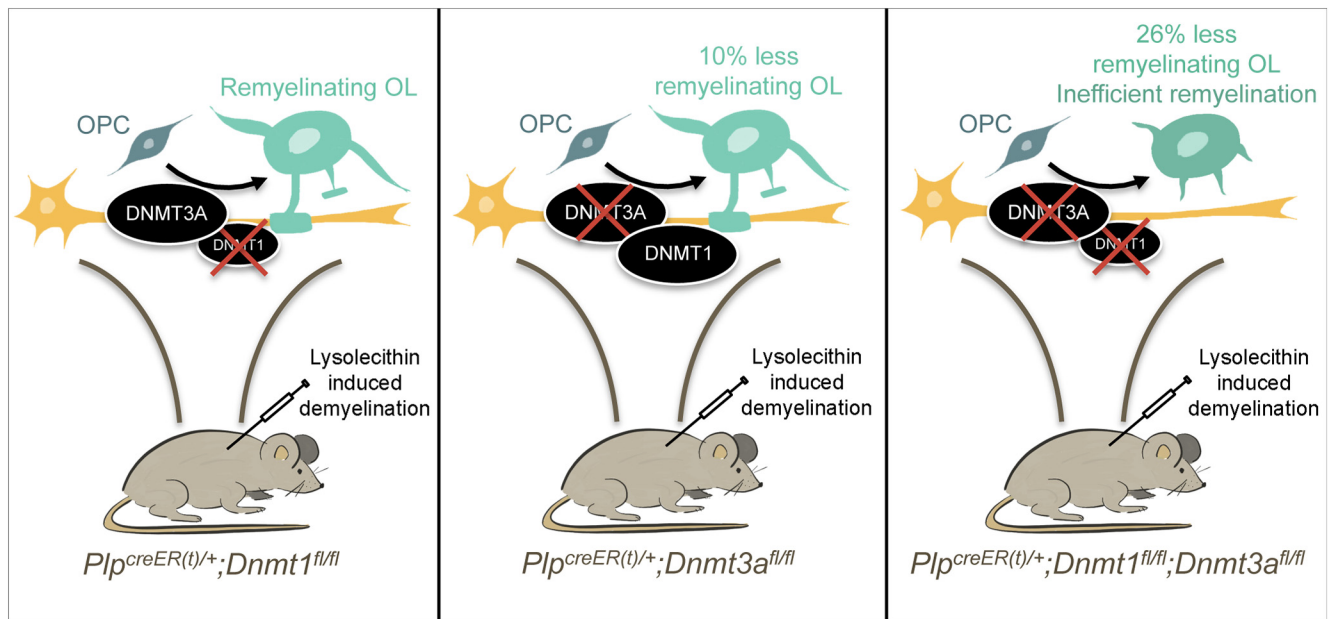 Remyelinating OL
OPC
DNMT3A
DNMT1
Lysolecithin
induced
demyelination
Plp^creER(t)/+;Dnmt1^fl/fl
10% less
remyelinating OL
OPC
DNMT3A
DNMT1
Lysolecithin
induced
demyelination
Plp^creER(t)/+;Dnmt3a^fl/fl
26% less
remyelinating OL
Inefficient remyelination
OPC
DNMT3A
DNMT1
Lysolecithin
induced
demyelination
Plp^creER(t)/+;Dnmt1^fl/fl;Dnmt3a^fl/fl